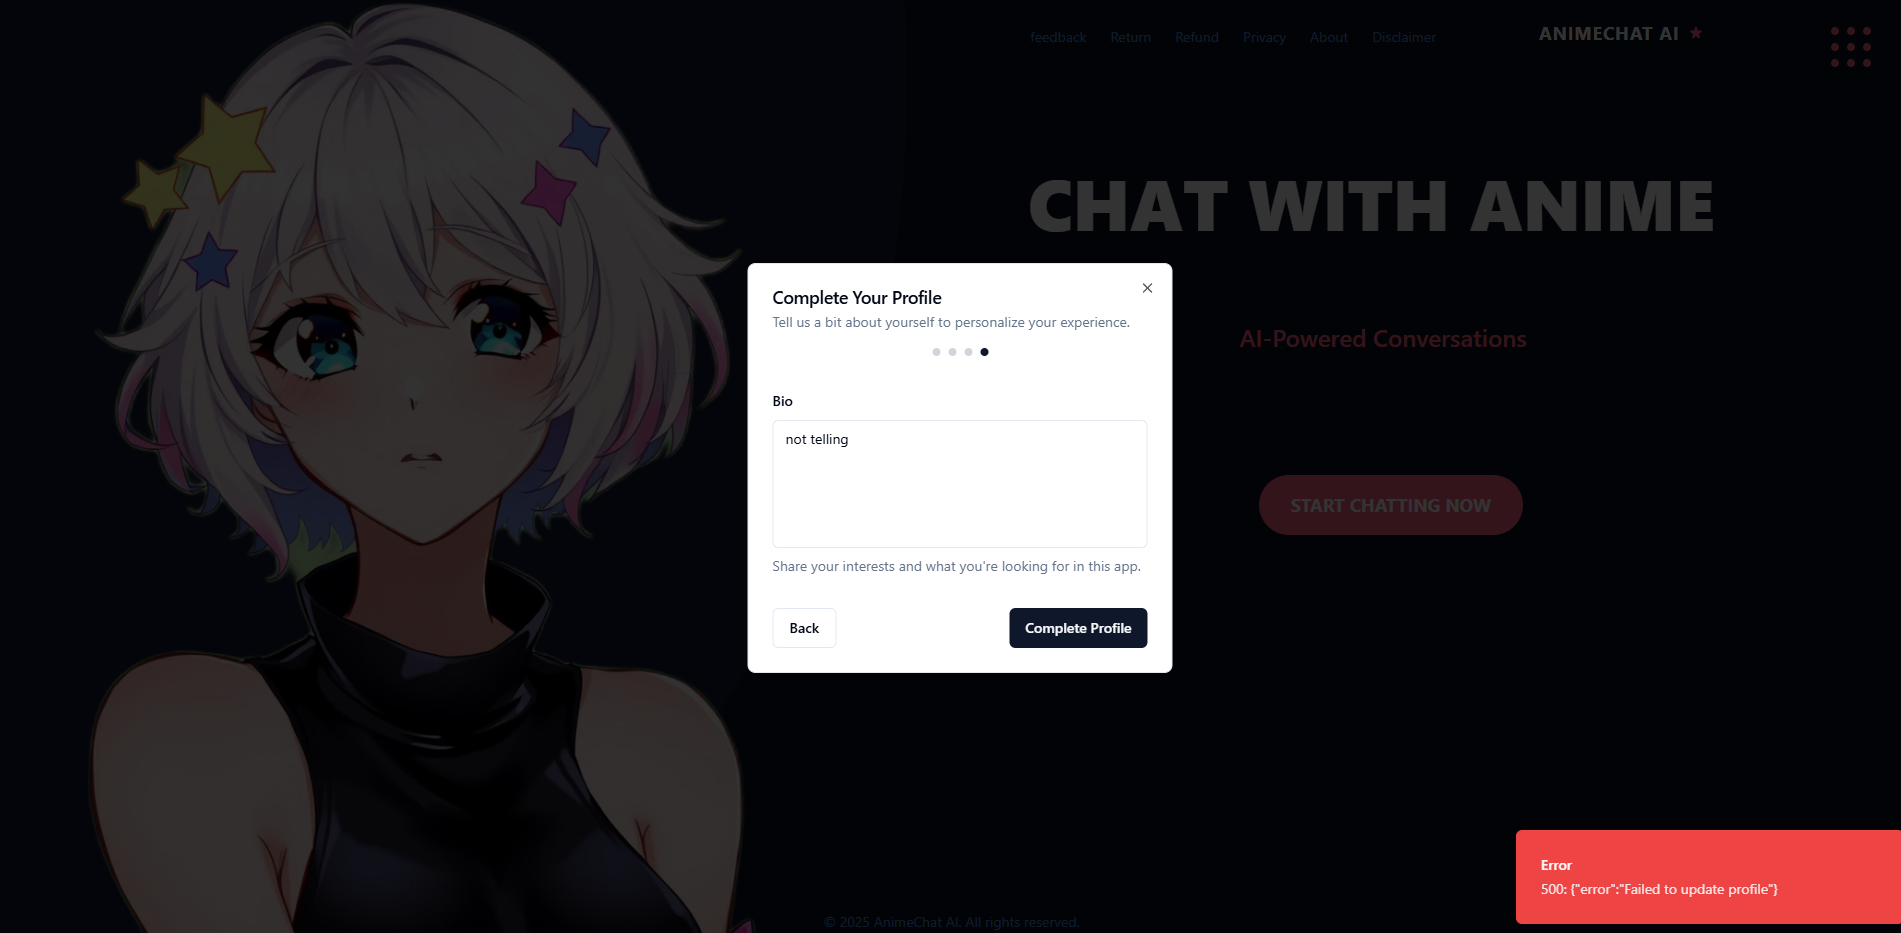 feedback Return Refund Privacy About Disclaimer
ANIMECHAT AI
CHAT WITH ANIME
AI-Powered Conversations
START CHATTING NOW
Complete Your Profile
Tell us a bit about yourself to personalize your experience.
Bio
not telling
Share your interests and what you're looking for in this app.
Back
Complete Profile
Error
500: {"error":"Failed to update profile"}
© 2025 AnimeChat AI. All rights reserved.